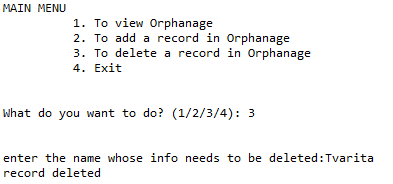 MAIN MENU
1. To view Orphanage
2. To add a record in Orphanage
3. To delete a record in Orphanage
4. Exit
What do you want to do? (1/2/3/4): 3
enter the name whose info needs to be deleted:Tvarita
record deleted